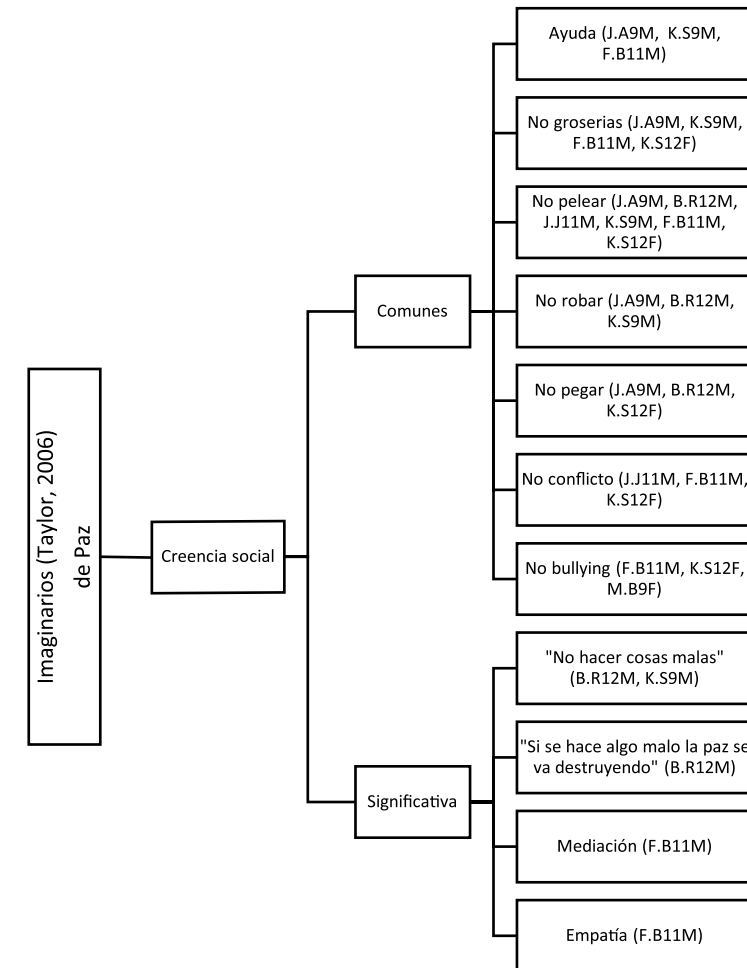 Imaginarios (Taylor, 2006)
de Paz
Creencia social
Comunes
Ayuda (J.A9M, K.S9M,
F.B11M)
No groserias (J.A9M, K.S9M,
F.B11M, K.S12F)
No pelear (J.A9M, B.R12M,
J.J11M, K.S9M, F.B11M,
K.S12F)
No robar (J.A9M, B.R12M,
K.S9M)
No pegar (J.A9M, B.R12M,
K.S12F)
No conflicto (J.J11M, F.B11M,
K.S12F)
No bullying (F.B11M, K.S12F,
M.B9F)
Significativa
"No hacer cosas malas"
(B.R12M, K.S9M)
"Si se hace algo malo la paz se
va destruyendo" (B.R12M)
Mediación (F.B11M)
Empatía (F.B11M)